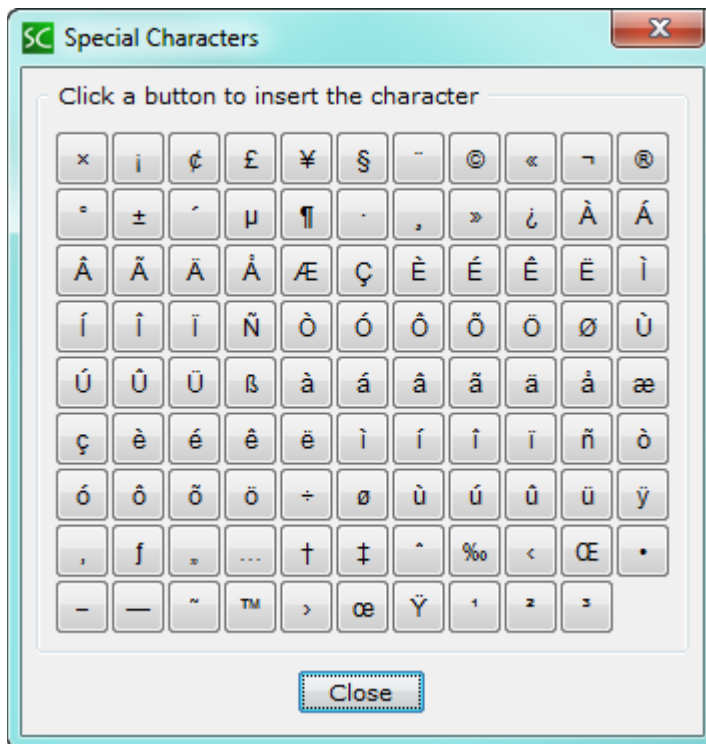 SC Special Characters
Click a button to insert the character
× ¡ ¢ £ ¥ § ¨ © « ¬ ®
° ± ´ µ ¶ · ¸ » ¿ À Á
Â Ã Ä Å Æ Ç È É Ê Ë Ì
Í Î Ï Ñ Ò Ó Ô Õ Ö Ø Ù
Ú Û Ü ß à á â ã ä å æ
ç è é ê ë ì í î ï ñ ò
ó ô õ ö ÷ ø ù ú û ü ÿ
‚ ƒ „ … † ‡ ˆ ‰ ‹ Œ •
– — ˜ ™ › œ Ÿ ¹ ² ³
Close